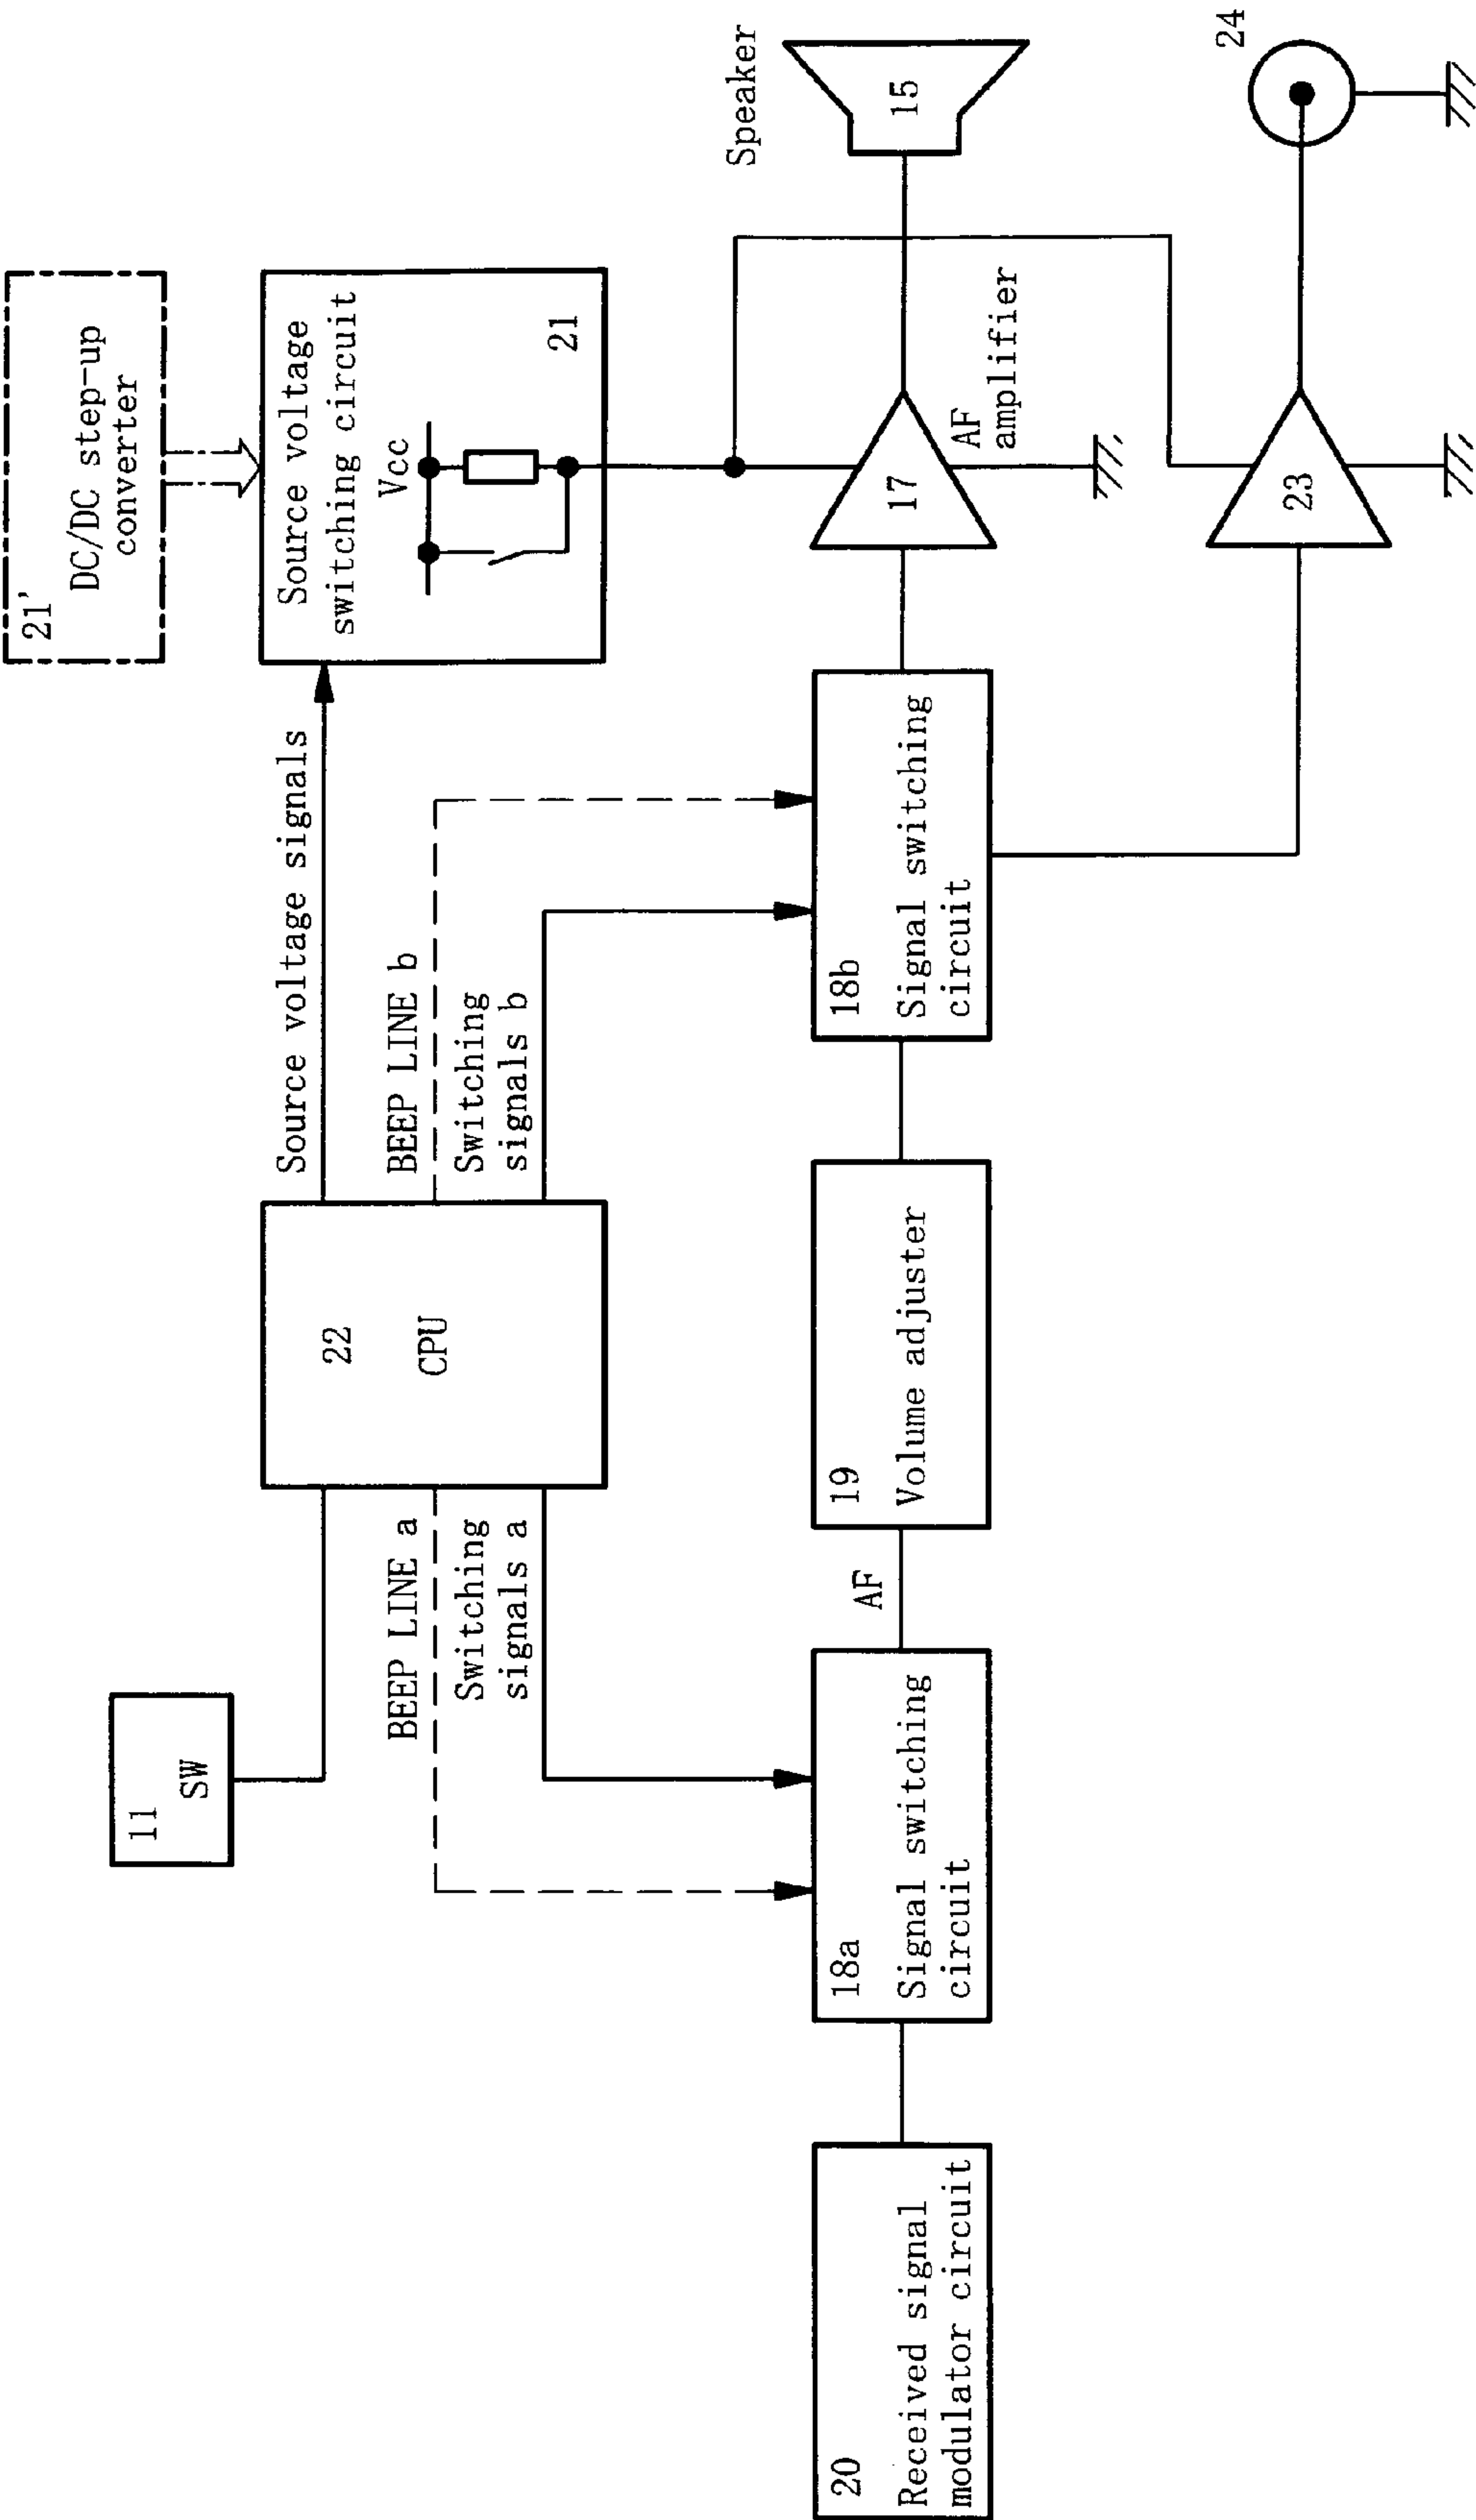 21'
DC/DC step-up
converter
Source voltage
switching circuit
Vcc
21
Source voltage signals
11
SW
22
CPU
BEEP LINE a
Switching
signals a
BEEP LINE b
Switching
signals b
20
Received signal
modulator circuit
18a
Signal switching
circuit
AF
19
Volume adjuster
18b
Signal switching
circuit
17
AF
amplifier
Speaker
15
23
24